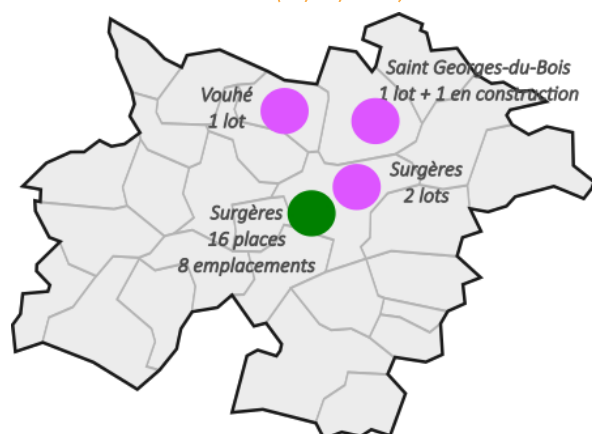 Saint Georges-du-Bois
1 lot + 1 en construction
Vouhé
1 lot
Surgères
2 lots
Surgères
16 places
8 emplacements